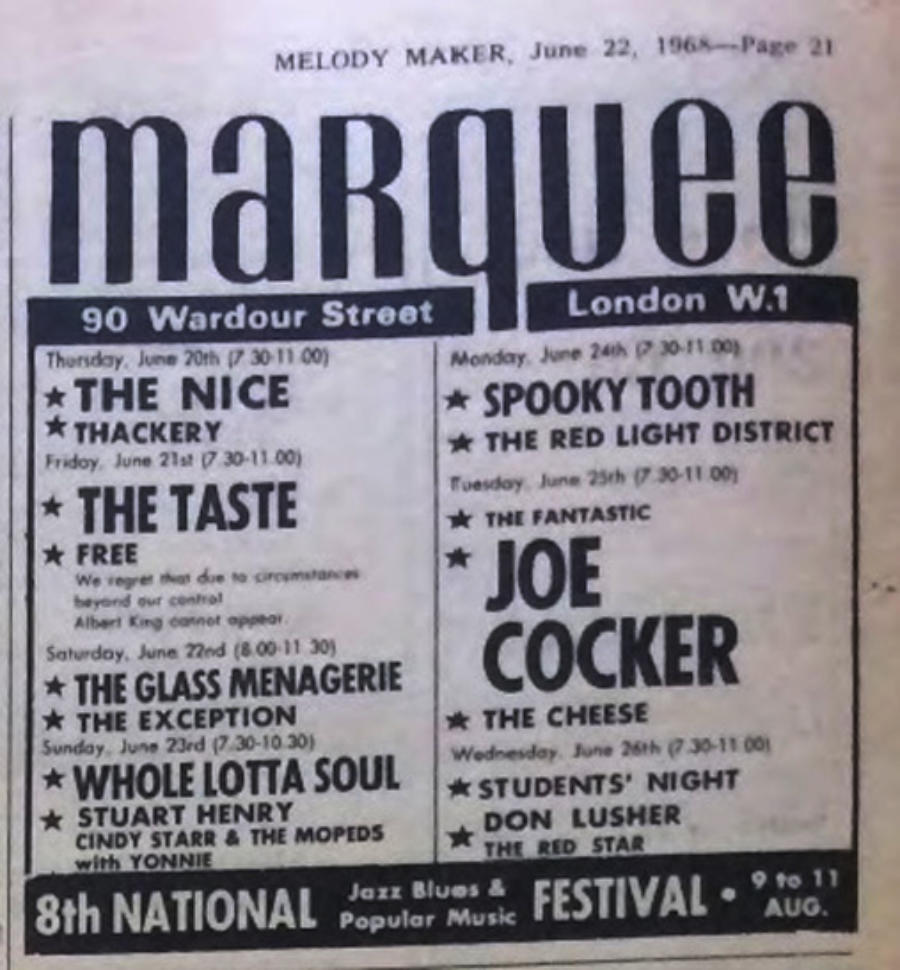 MELODY MAKER, June 22, 1968—Page 21
marquee
90 Wardour Street
London W.1
Thursday, June 20th (7.30-11.00)
★ THE NICE
★ THACKERY
Friday, June 21st (7.30-11.00)
★ THE TASTE
★ FREE
We regret that due to circumstances
beyond our control
Albert King cannot appear.
Saturday, June 22nd (8.00-11.30)
★ THE GLASS MENAGERIE
★ THE EXCEPTION
Sunday, June 23rd (7.30-10.30)
★ WHOLE LOTTA SOUL
★ STUART HENRY
CINDY STARR & THE MOPEDS
with YONNIE
Monday, June 24th (7.30-11.00)
★ SPOOKY TOOTH
★ THE RED LIGHT DISTRICT
Tuesday, June 25th (7.30-11.00)
★ THE FANTASTIC
★ JOE
COCKER
★ THE CHEESE
Wednesday, June 26th (7.30-11.00)
★ STUDENTS' NIGHT
★ DON LUSHER
THE RED STAR
8th NATIONAL Jazz Blues &
Popular Music FESTIVAL • 9 to 11
AUG.